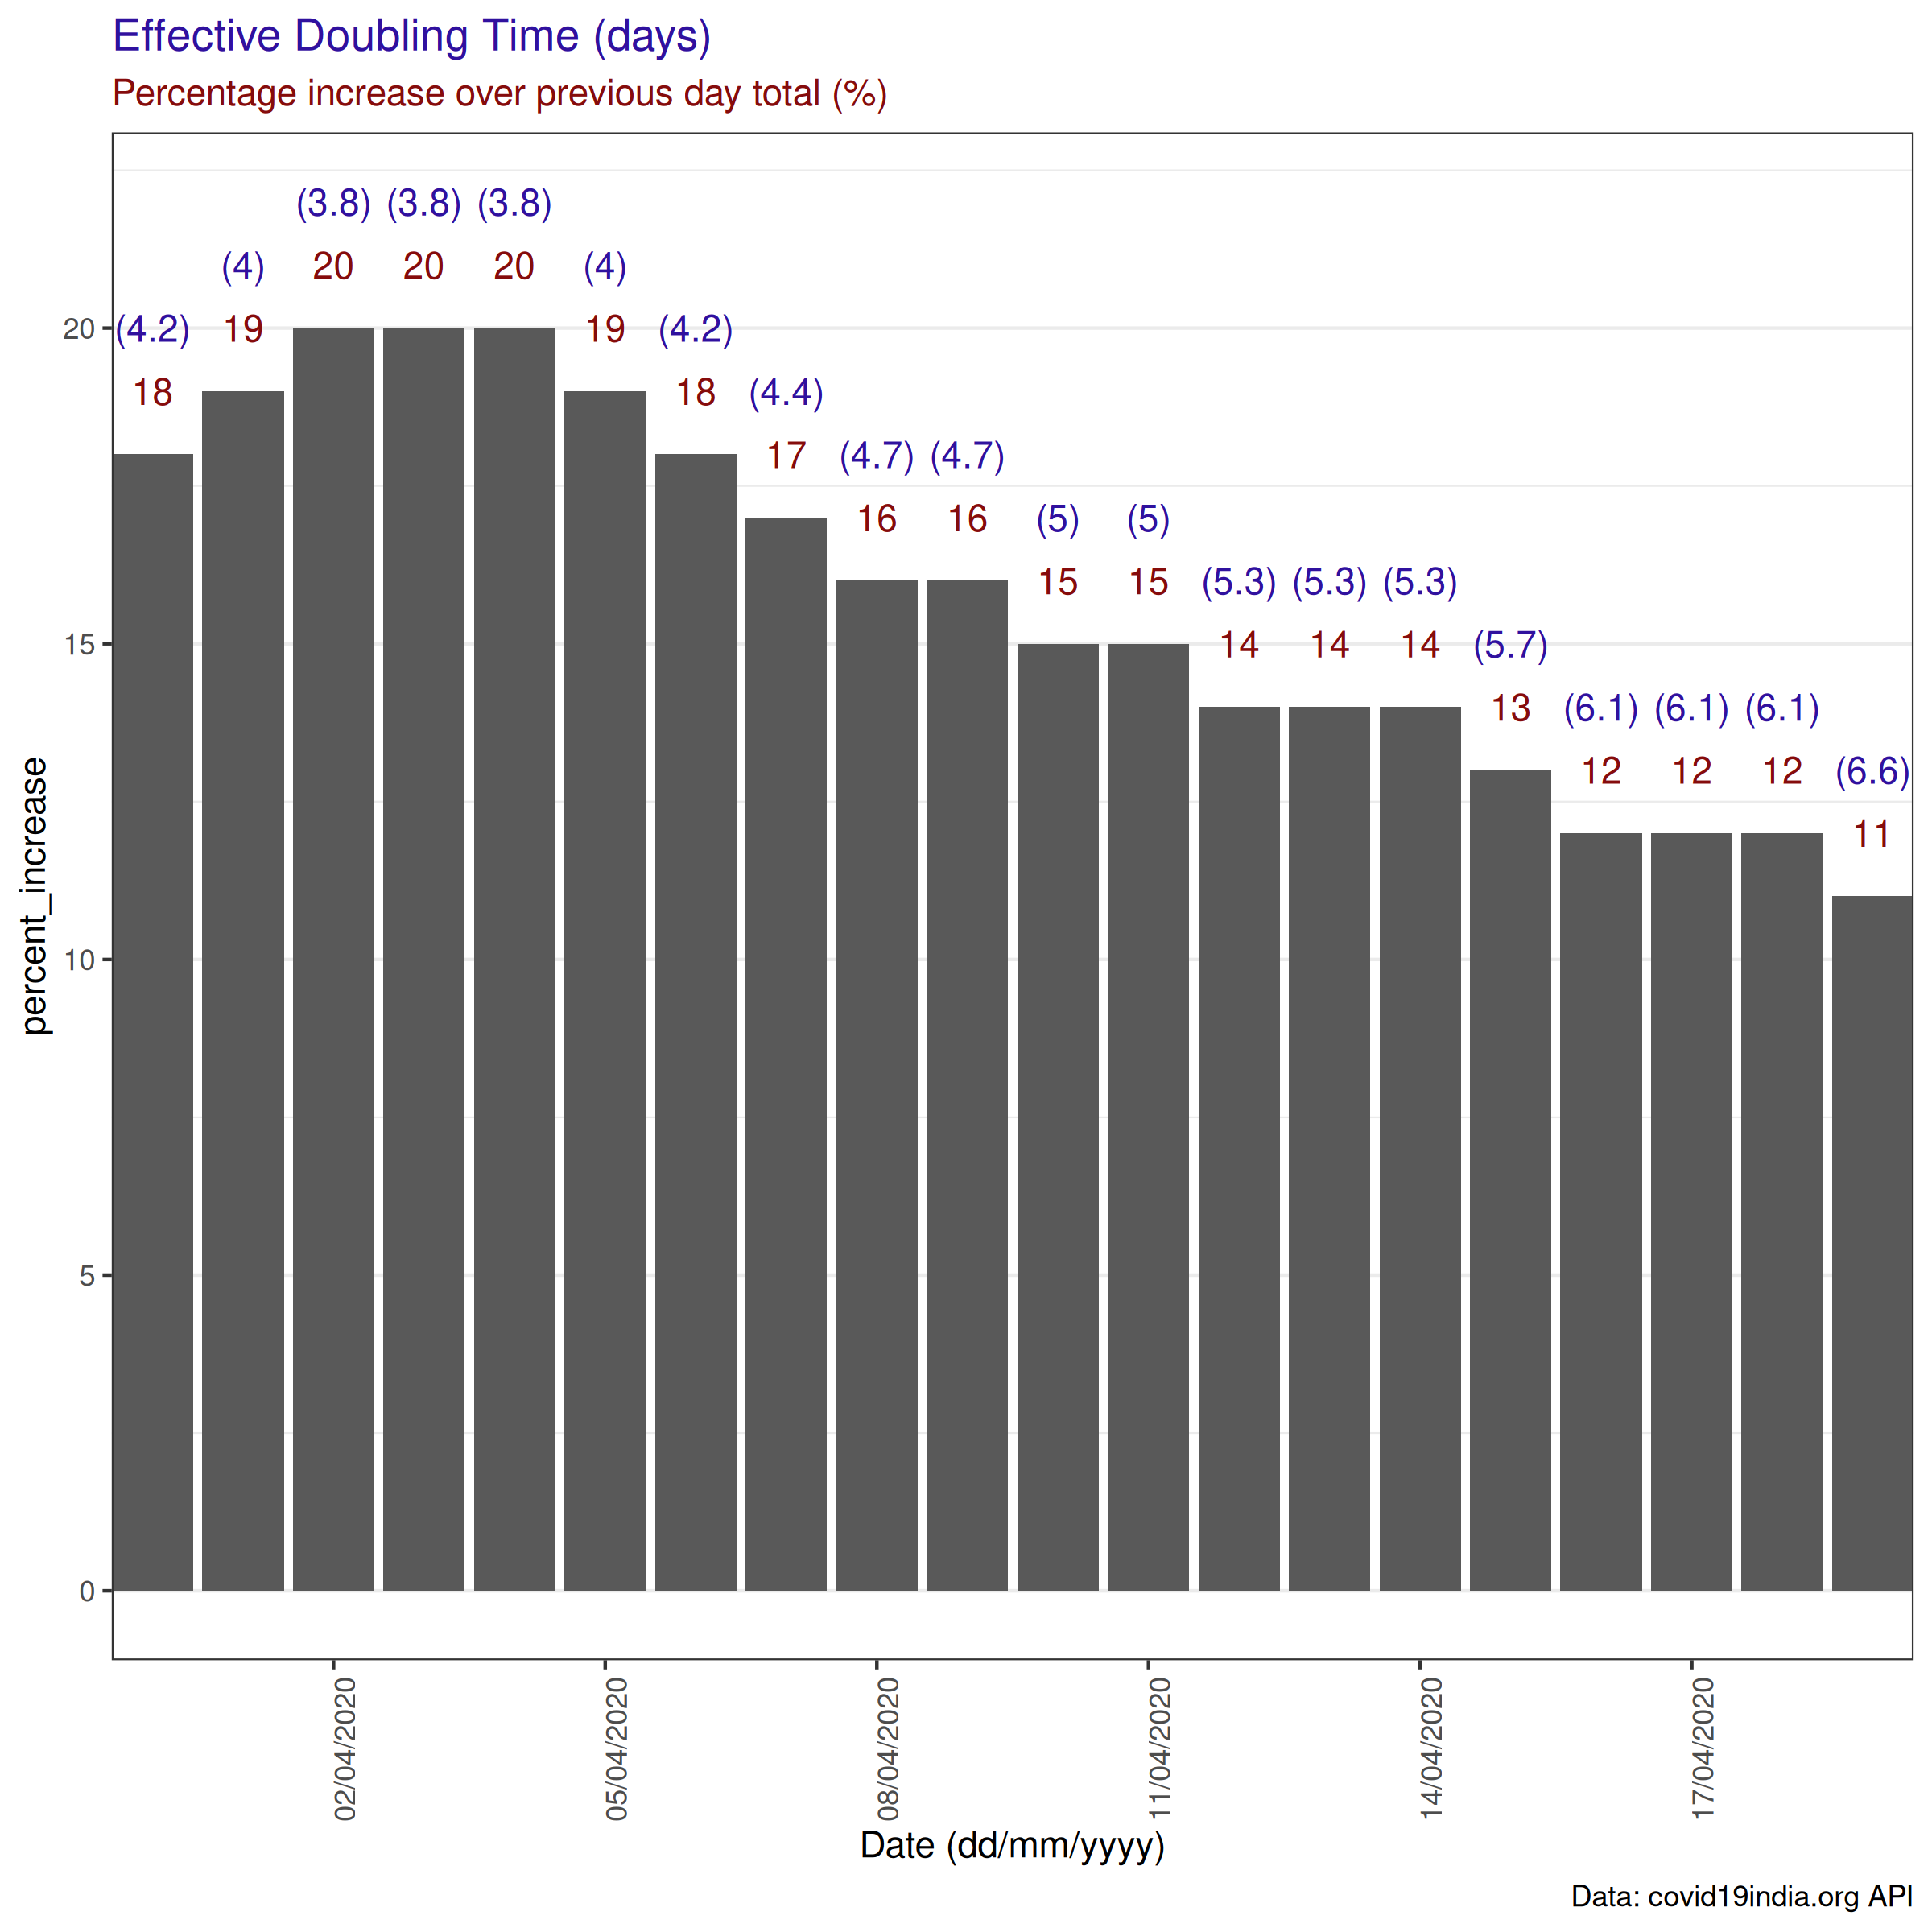 Effective Doubling Time (days)
Percentage increase over previous day total (%)
(3.8) (3.8) (3.8)
(4) 20 20 20 (4)
20 (4.2) 19 19 (4.2)
18 18 (4.4)
17 (4.7) (4.7)
16 16 (5) (5)
15 15 (5.3) (5.3) (5.3)
15 14 14 14 (5.7)
13 (6.1) (6.1) (6.1)
12 12 12 (6.6)
11
10
5
0
percent_increase
02/04/2020
05/04/2020
08/04/2020
11/04/2020
14/04/2020
17/04/2020
Date (dd/mm/yyyy)
Data: covid19india.org API